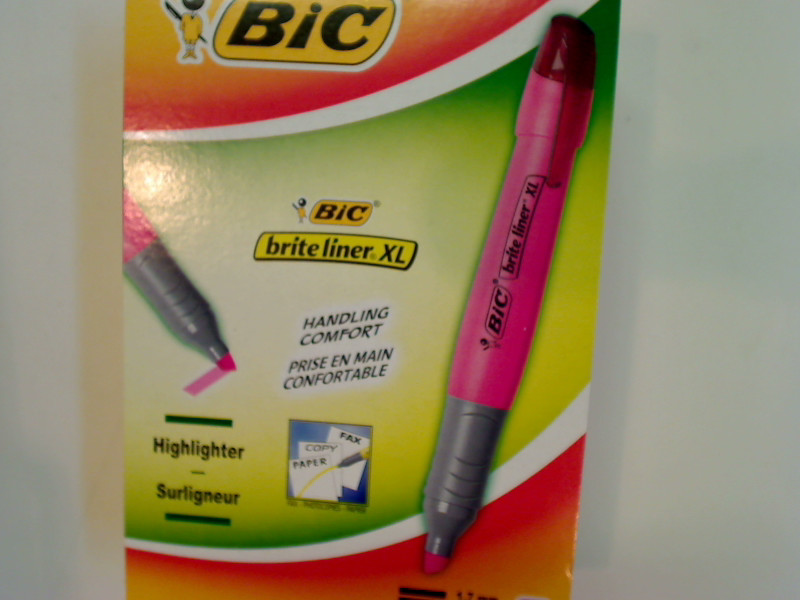 BiC
BiC®
brite liner® XL
HANDLING
COMFORT
PRISE EN MAIN
CONFORTABLE
Highlighter
Surligneur
FAX
COPY
PAPER
BiC brite liner® XL